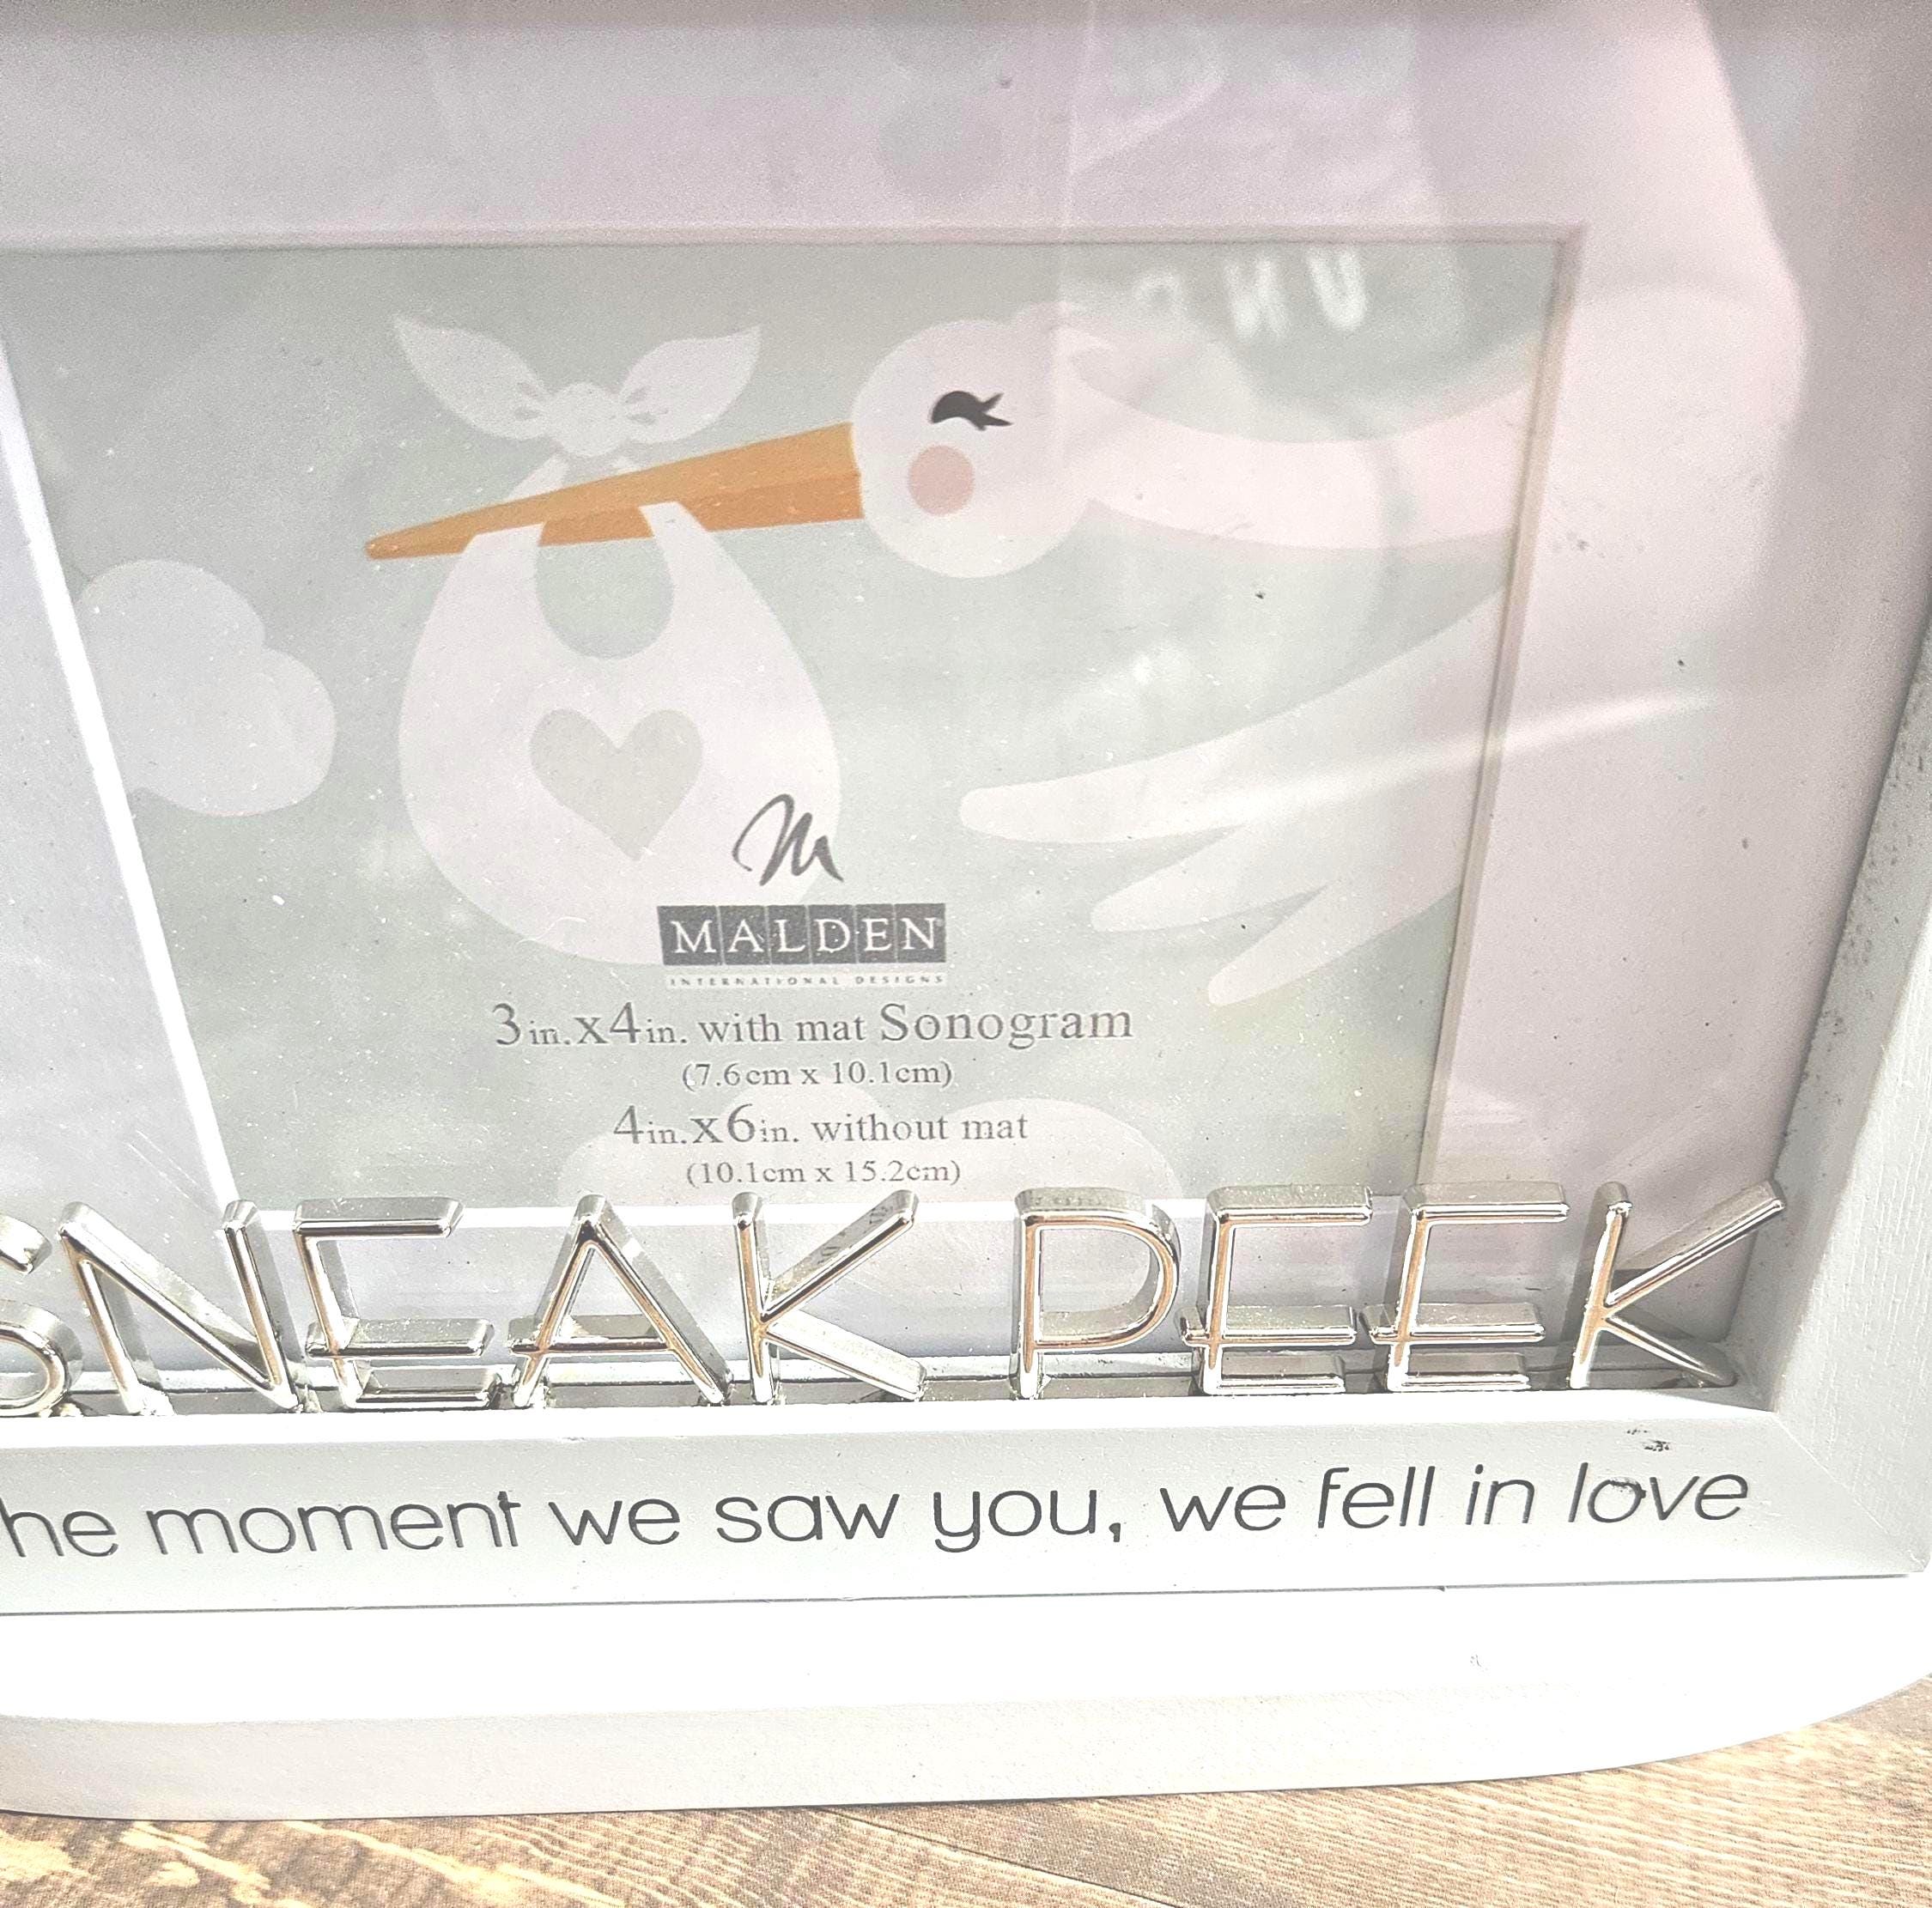 MALDEN
INTERNATIONAL DESIGNS
3in.x4in. with mat Sonogram
(7.6cm x 10.1cm)
4in.x6in. without mat
(10.1cm x 15.2cm)
SNEAK PEEK
he moment we saw you, we fell in love